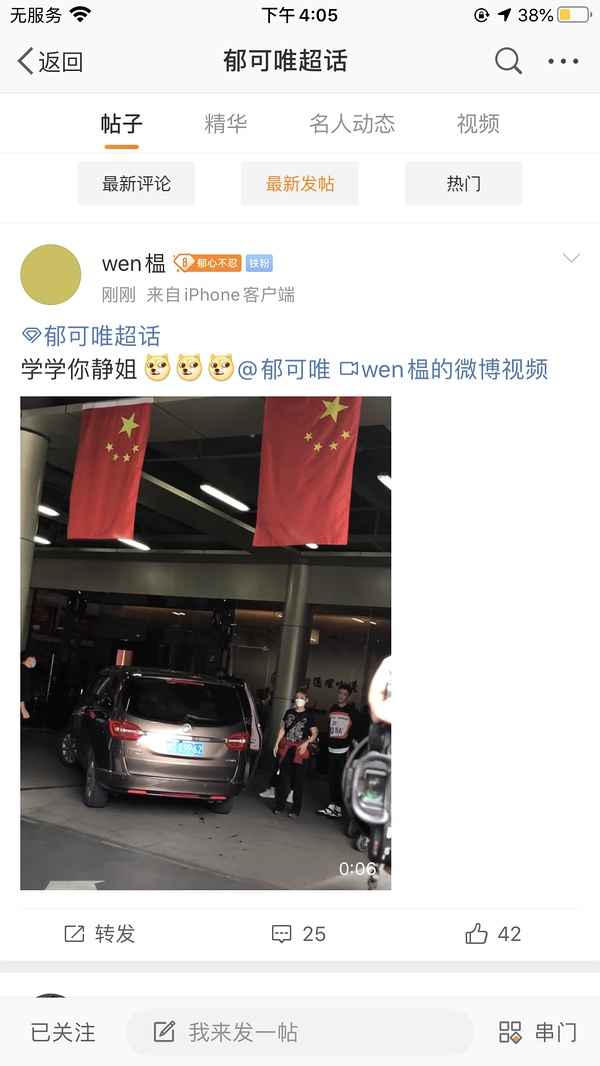 无服务 下午4:05 38%
返回 郁可唯超话
帖子 精华 名人动态 视频
最新评论 最新发帖 热门
wen榅 8 郁心不忍 铁粉
刚刚 来自iPhone客户端
郁可唯超话
学学你静姐 @郁可唯 wen榅的微博视频
0:06
转发 25 42
已关注 我来发一帖 串门